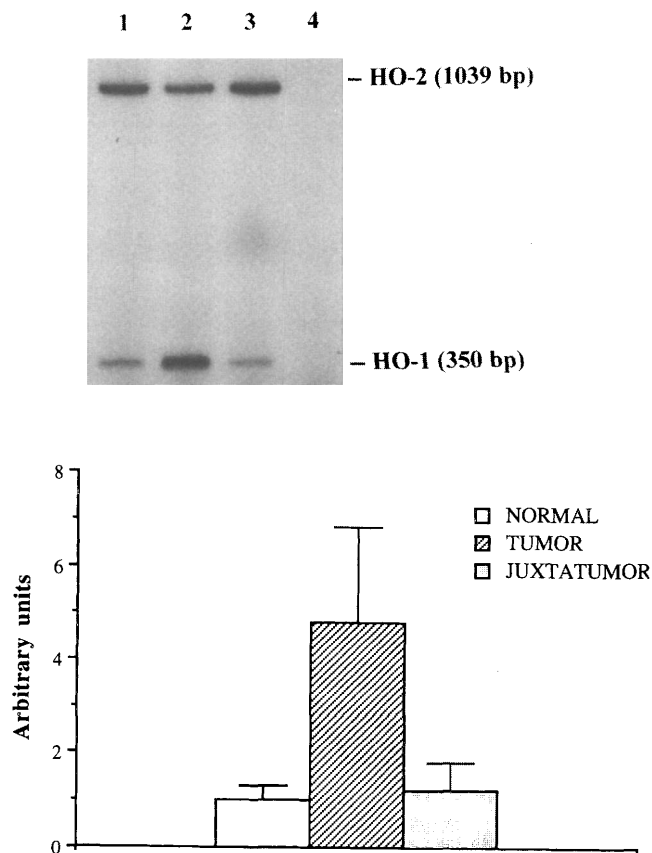 1 2 3 4
– HO-2 (1039 bp)
– HO-1 (350 bp)
8
6
4
2
0
Arbitrary units
NORMAL
TUMOR
JUXTATUMOR